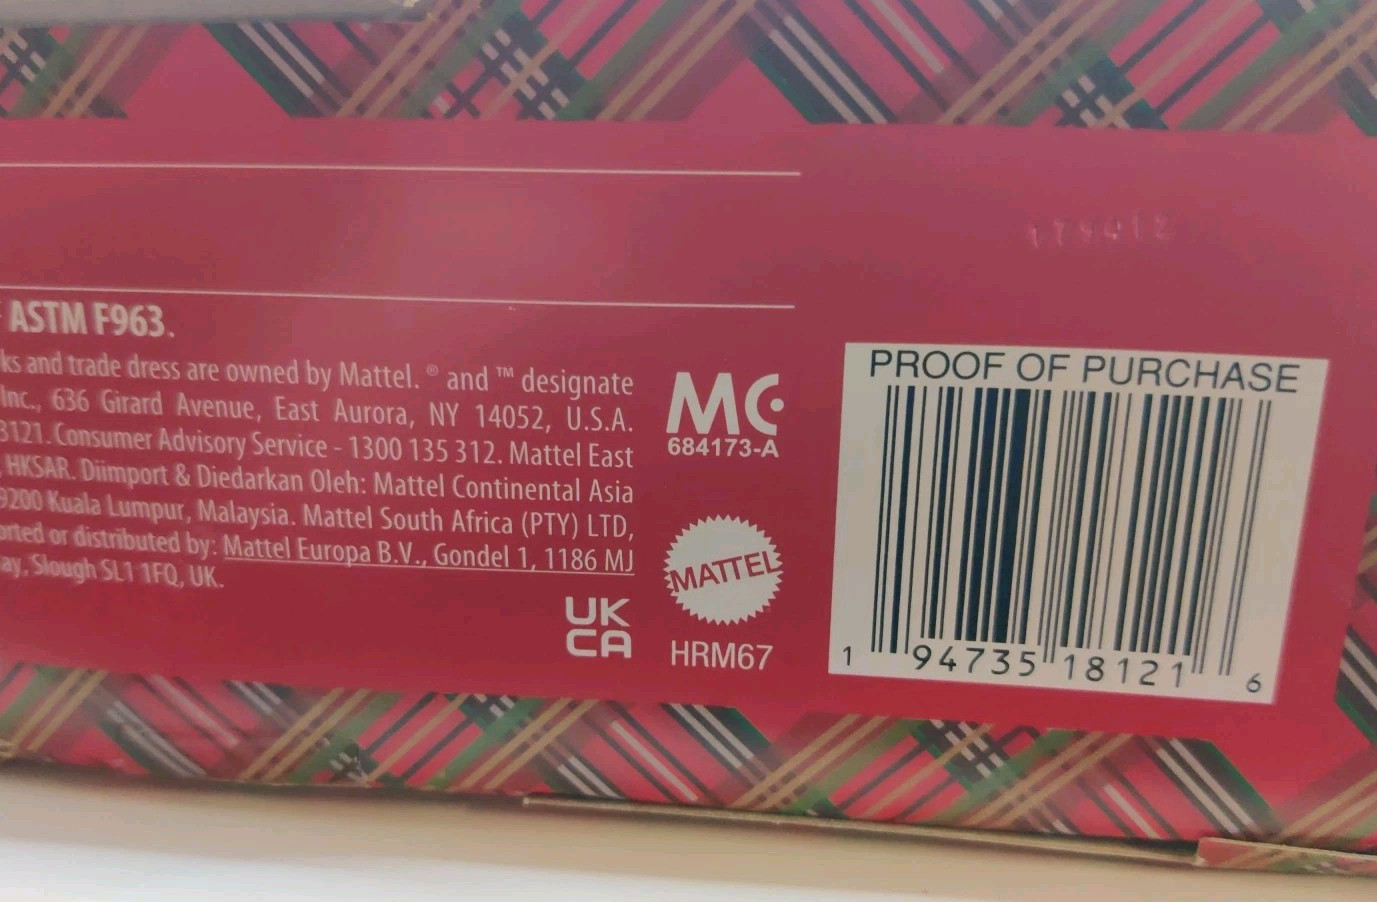 ASTM F963.
ks and trade dress are owned by Mattel. ® and ™ designate
Inc., 636 Girard Avenue, East Aurora, NY 14052, U.S.A.
3121. Consumer Advisory Service - 1300 135 312. Mattel East
, HKSAR. Diimport & Diedarkan Oleh: Mattel Continental Asia
9200 Kuala Lumpur, Malaysia. Mattel South Africa (PTY) LTD,
orted or distributed by: Mattel Europa B.V., Gondel 1, 1186 MJ
ay, Slough SL1 1FQ, UK.
UK
CA
MC
684173-A
MATTEL
HRM67
PROOF OF PURCHASE
1 94735 18121 6